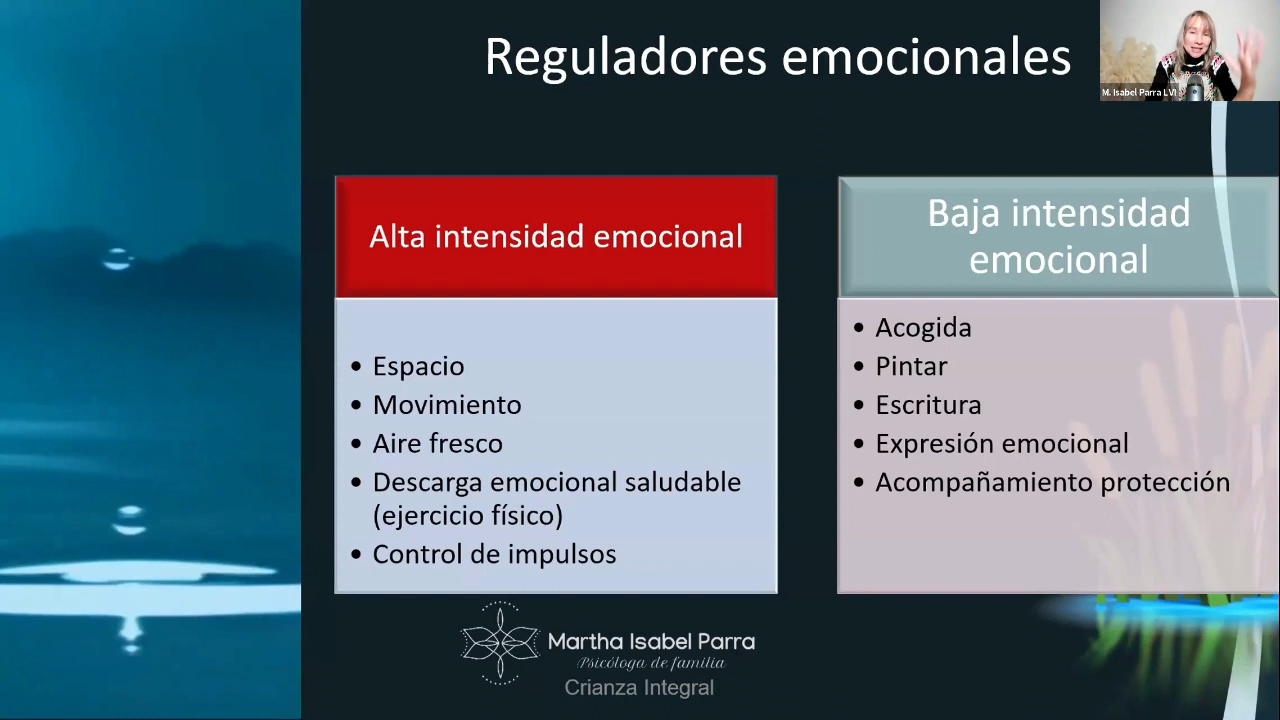 Reguladores emocionales
M. Isabel Parra LVI
Alta intensidad emocional
• Espacio
• Movimiento
• Aire fresco
• Descarga emocional saludable
(ejercicio físico)
• Control de impulsos
Baja intensidad
emocional
• Acogida
• Pintar
• Escritura
• Expresión emocional
• Acompañamiento protección
Martha Isabel Parra
Psicóloga de familia
Crianza Integral